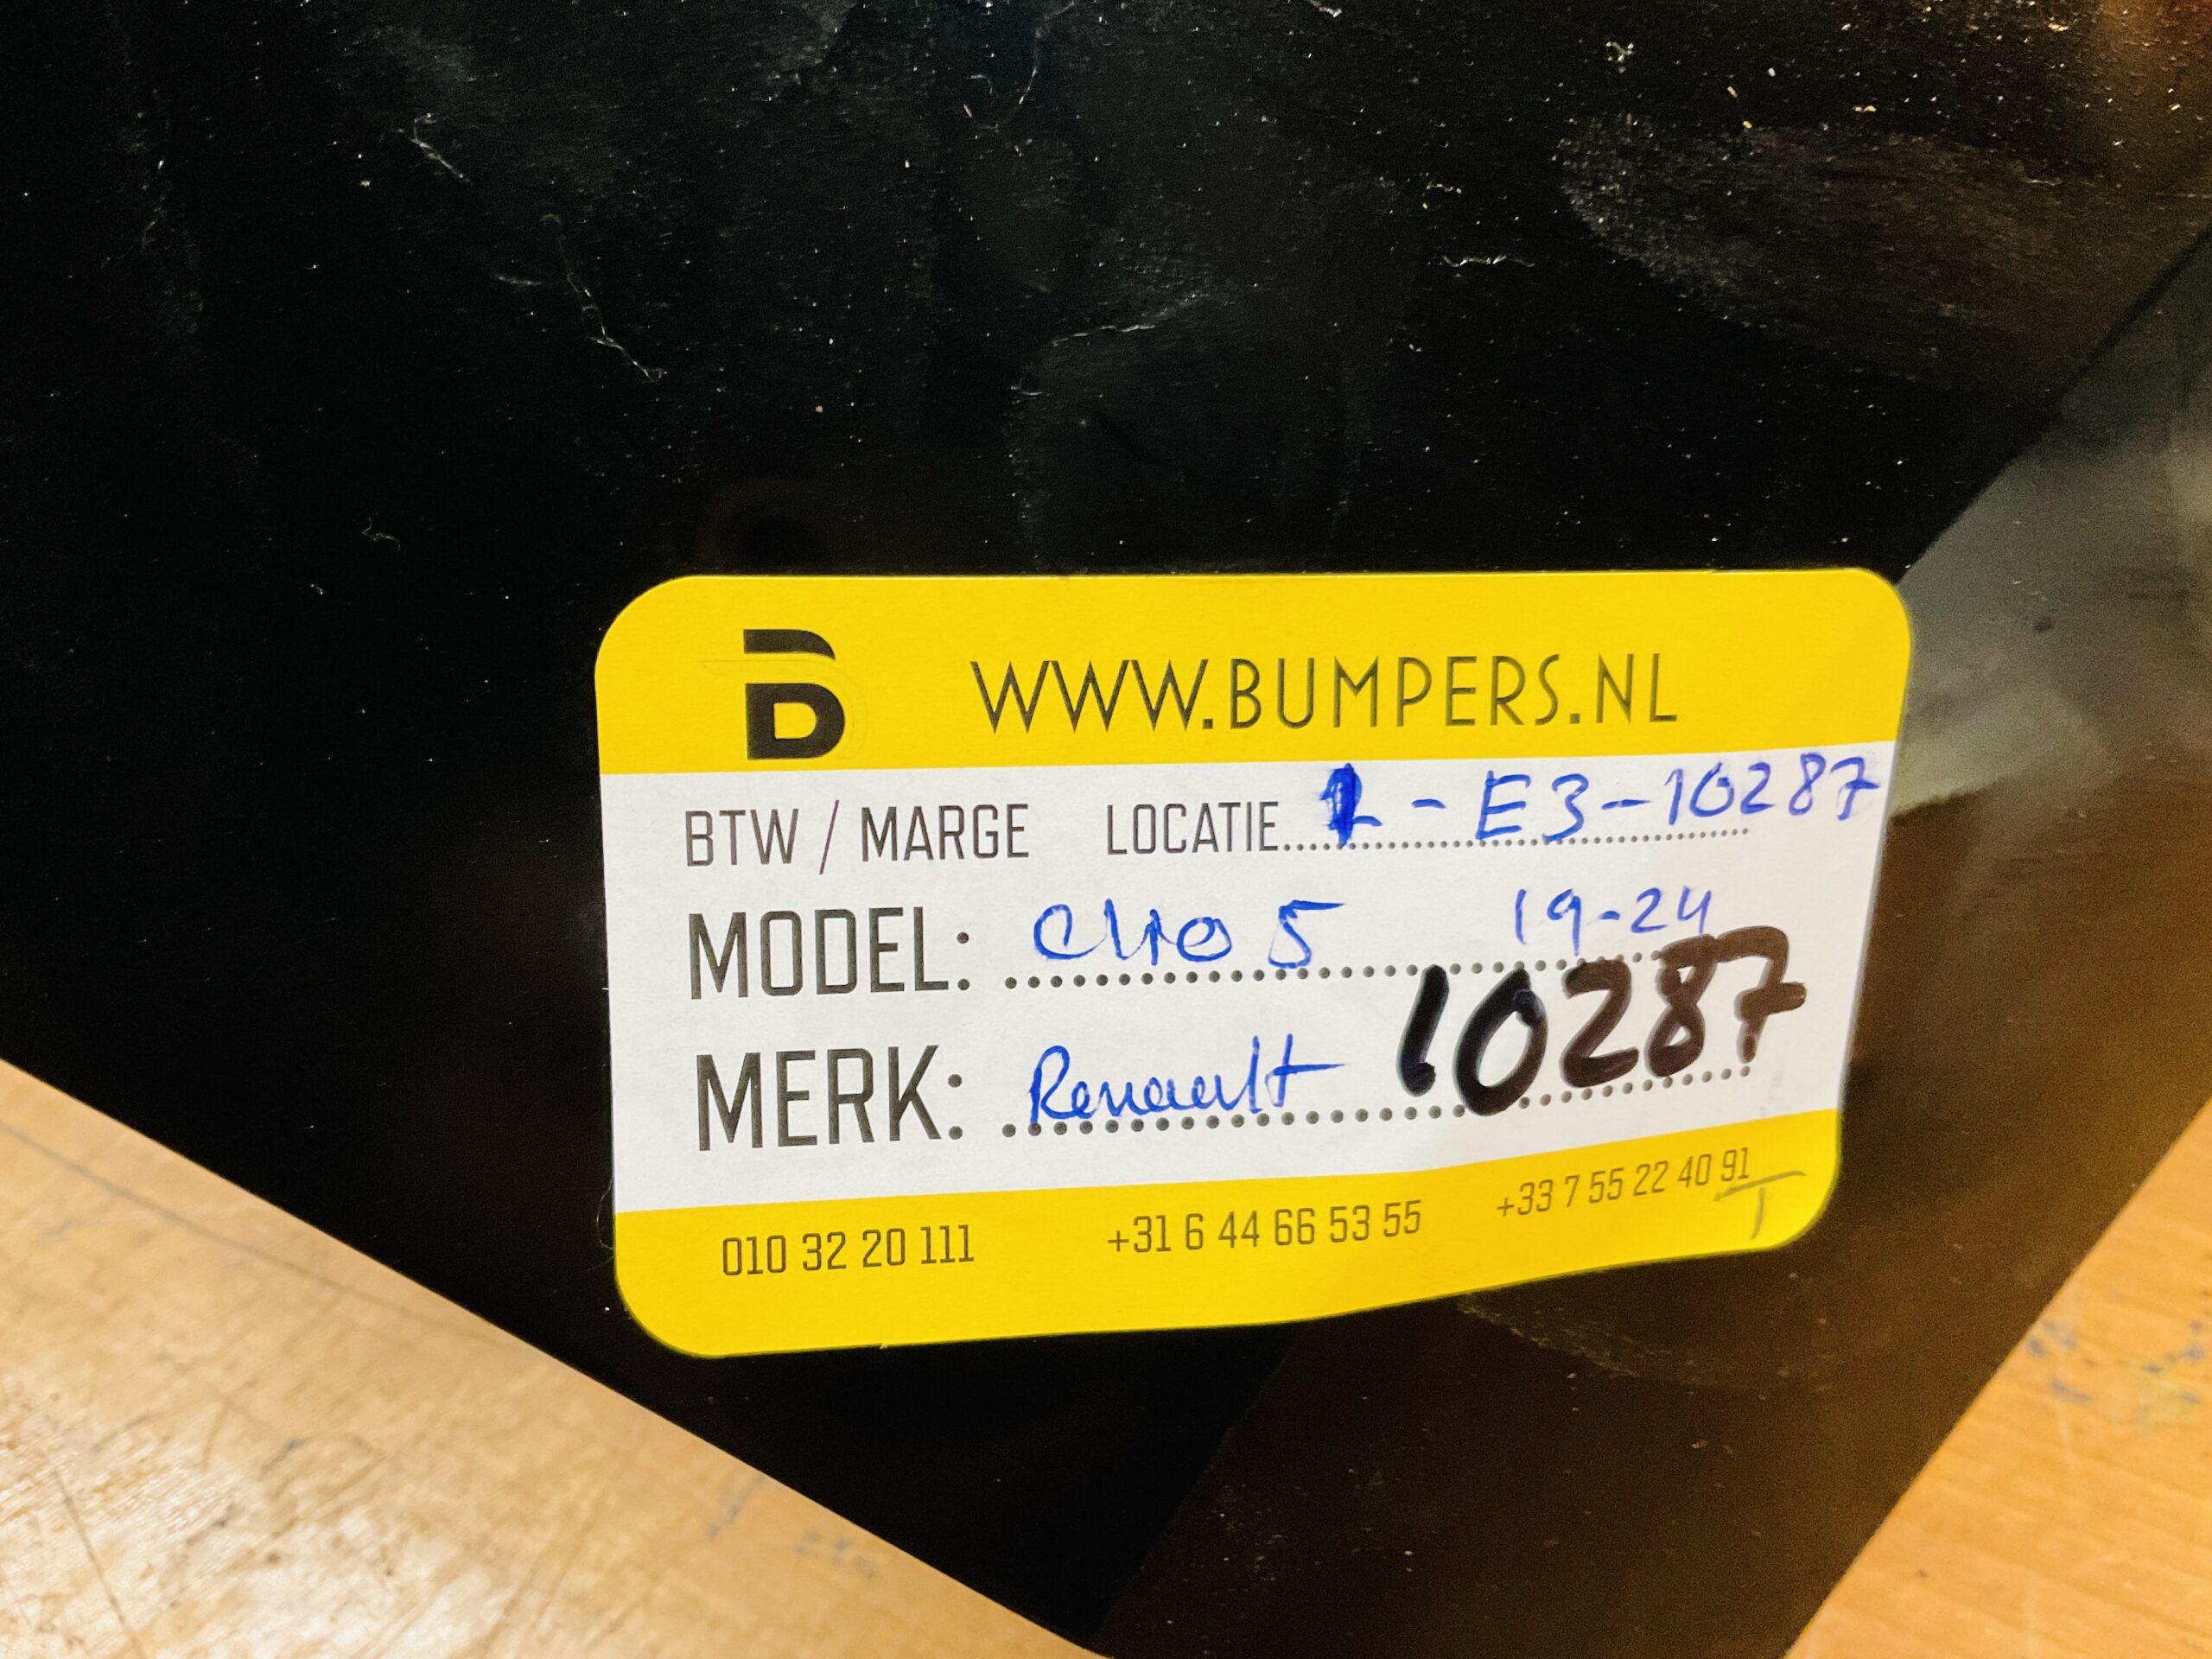 B WWW.BUMPERS.NL
BTW / MARGE LOCATIE 1-E3-10287
MODEL: Clio 5 19-24
MERK: Renault 10287
010 32 20 111 +31 6 44 66 53 55 +33 7 55 22 40 91
T